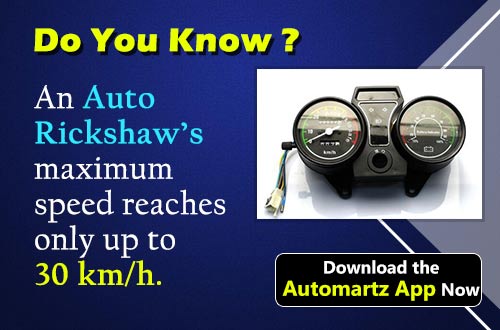 Do You Know ?
An Auto
Rickshaw's
maximum
speed reaches
only up to
30 km/h.
km/h
Download the
Automartz App Now